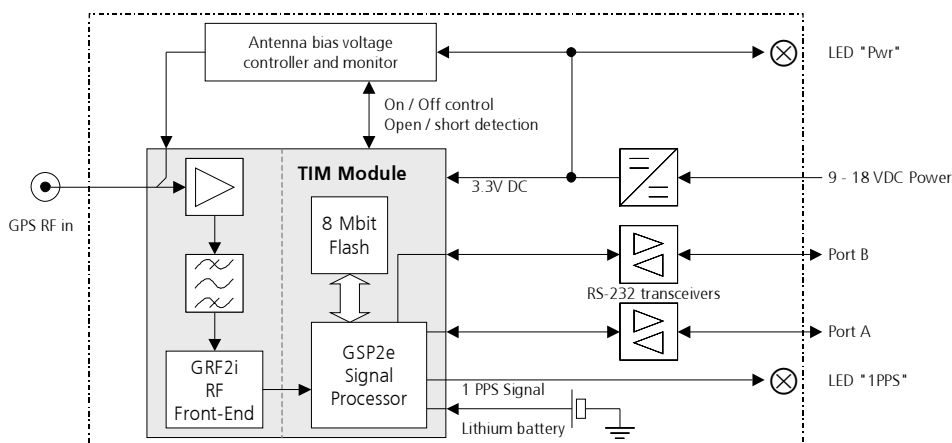 Antenna bias voltage
controller and monitor
LED "Pwr"
On / Off control
Open / short detection
TIM Module
3.3V DC
9 - 18 VDC Power
GPS RF in
8 Mbit
Flash
Port B
RS-232 transceivers
Port A
GRF2i
RF
Front-End
GSP2e
Signal
Processor
1 PPS Signal
LED "1PPS"
Lithium battery